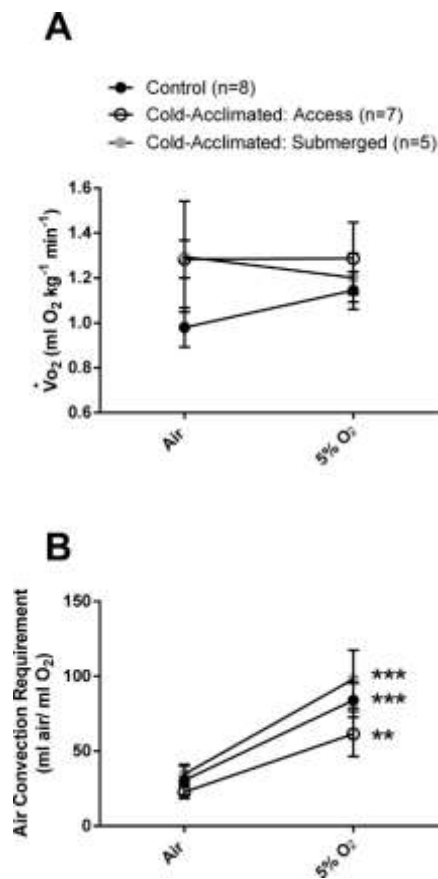 A
Control (n=8)
Cold-Acclimated: Access (n=7)
Cold-Acclimated: Submerged (n=5)
1.6
1.4
1.2
1.0
0.8
0.6
V̇o₂ (ml O₂ kg⁻¹ min⁻¹)
Air
5% O₂
B
150
100
50
0
Air Convection Requirement
(ml air/ ml O₂)
***
***
**
Air
5% O₂